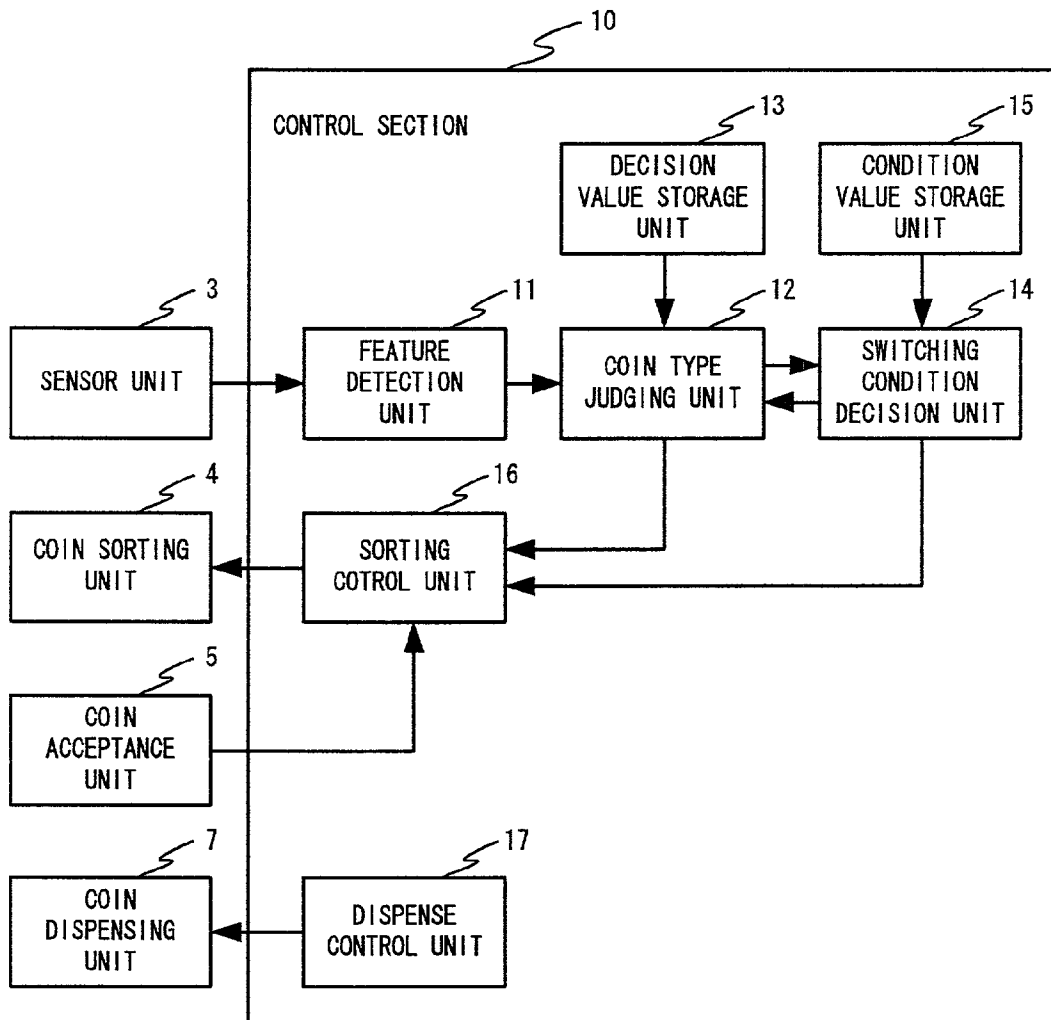 10
CONTROL SECTION
13
DECISION
VALUE STORAGE
UNIT
15
CONDITION
VALUE STORAGE
UNIT
3
SENSOR UNIT
11
FEATURE
DETECTION
UNIT
12
COIN TYPE
JUDGING UNIT
14
SWITCHING
CONDITION
DECISION UNIT
4
COIN SORTING
UNIT
16
SORTING
COTROL UNIT
5
COIN
ACCEPTANCE
UNIT
7
COIN
DISPENSING
UNIT
17
DISPENSE
CONTROL UNIT